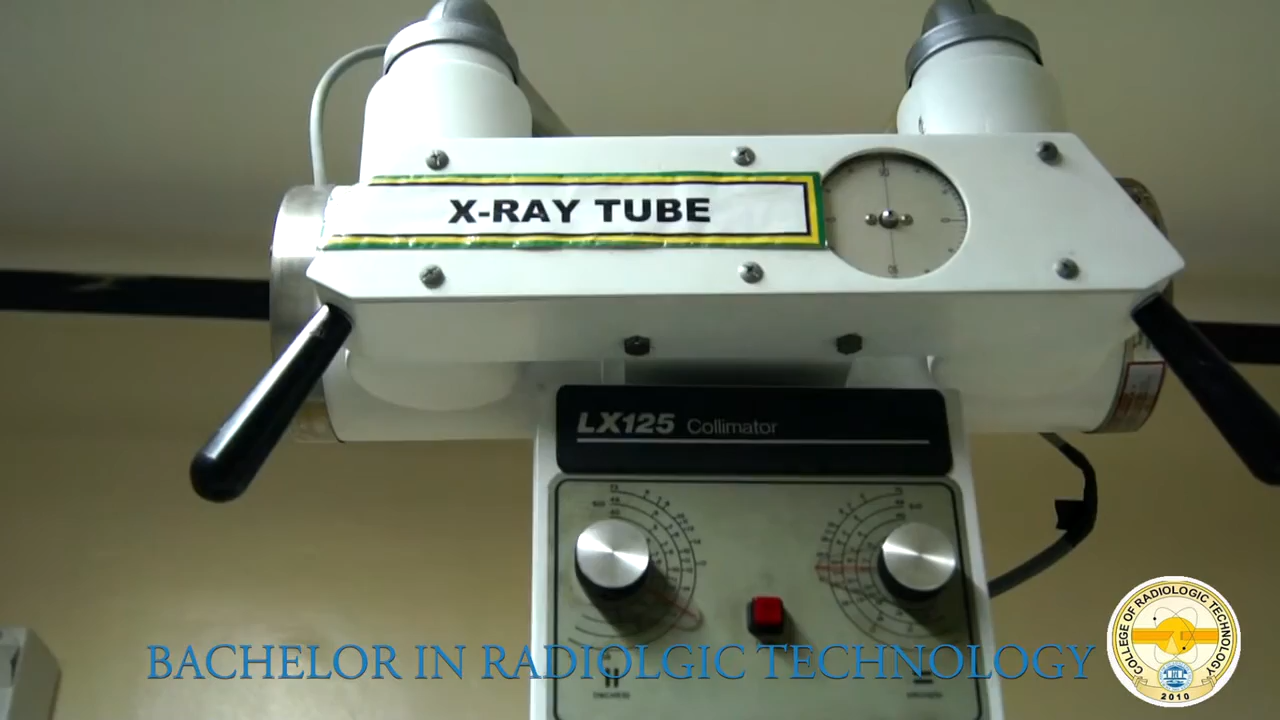 X-RAY TUBE
LX125 Collimator
BACHELOR IN RADIOLGIC TECHNOLOGY
COLLEGE OF RADIOLOGIC TECHNOLOGY
2010